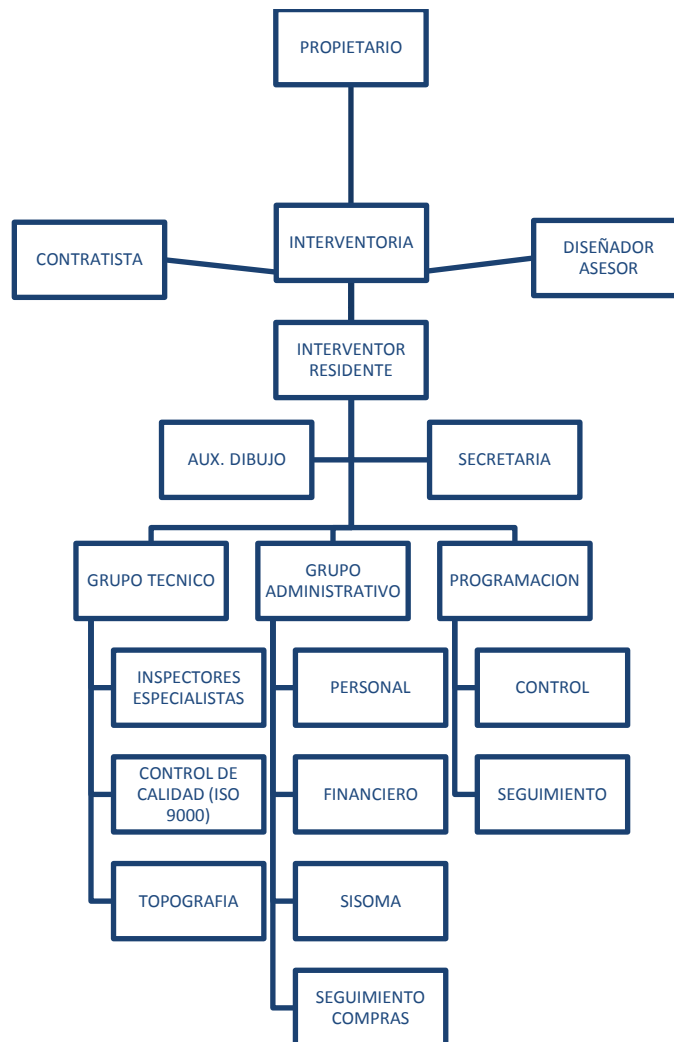 PROPIETARIO
INTERVENTORIA
CONTRATISTA
DISEÑADOR
ASESOR
INTERVENTOR
RESIDENTE
AUX. DIBUJO
SECRETARIA
GRUPO TECNICO
GRUPO
ADMINISTRATIVO
PROGRAMACION
INSPECTORES
ESPECIALISTAS
PERSONAL
CONTROL
CONTROL DE
CALIDAD (ISO
9000)
FINANCIERO
SEGUIMIENTO
TOPOGRAFIA
SISOMA
SEGUIMIENTO
COMPRAS